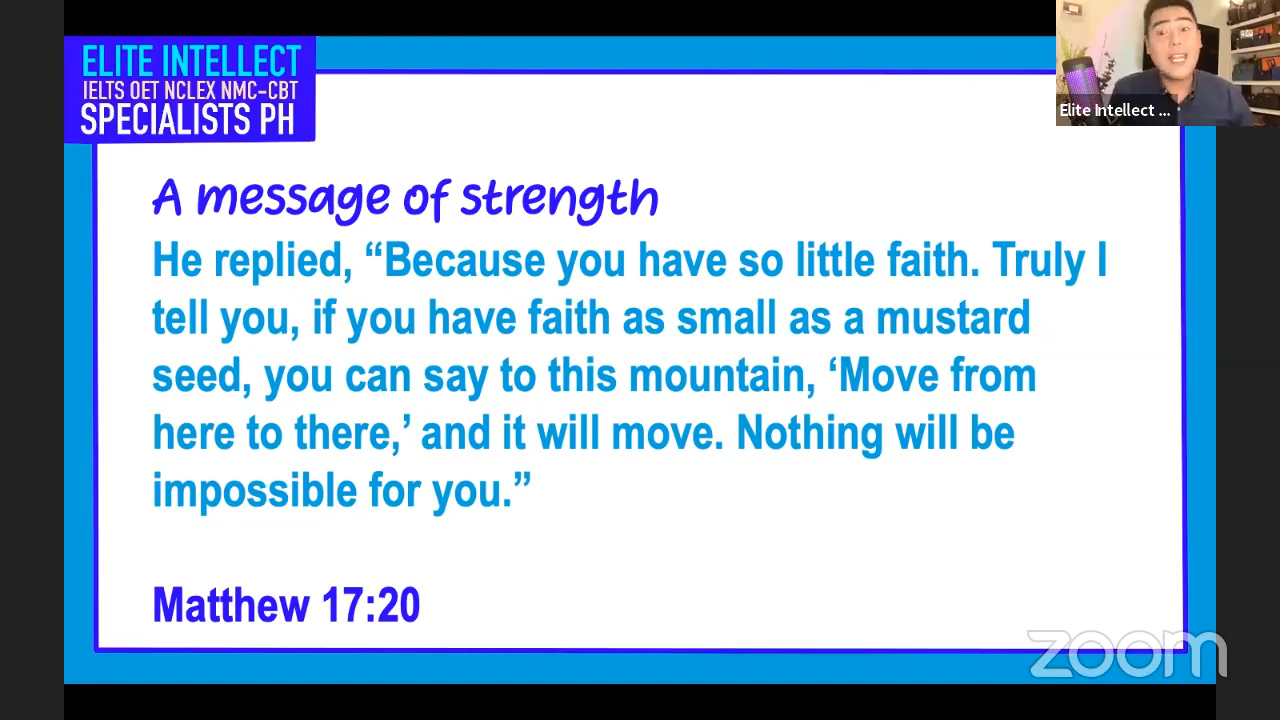 ELITE INTELLECT
IELTS OET NCLEX NMC-CBT
SPECIALISTS PH
Elite Intellect ...
A message of strength
He replied, “Because you have so little faith. Truly I
tell you, if you have faith as small as a mustard
seed, you can say to this mountain, ‘Move from
here to there,’ and it will move. Nothing will be
impossible for you.”
Matthew 17:20
zoom